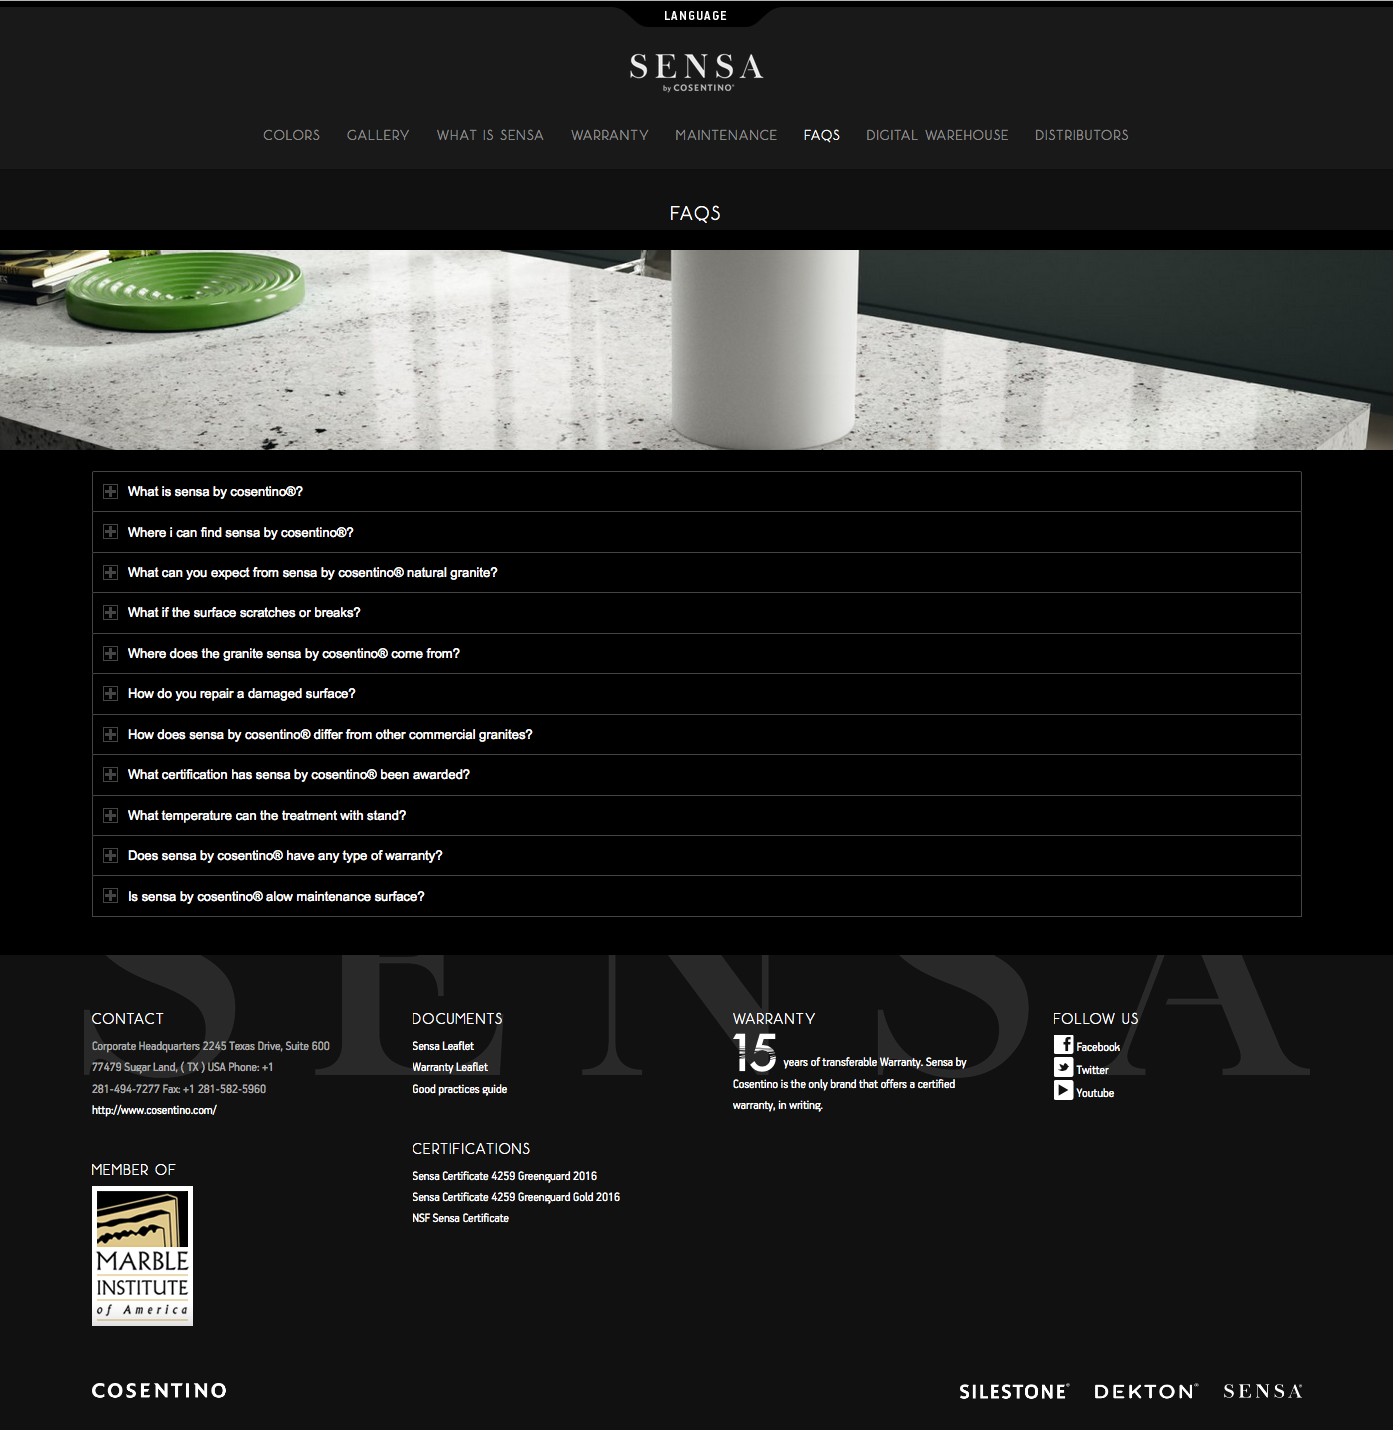 LANGUAGE
SENSA
by COSENTINO®
COLORS GALLERY WHAT IS SENSA WARRANTY MAINTENANCE FAQS DIGITAL WAREHOUSE DISTRIBUTORS
FAQS
What is sensa by cosentino®?
Where i can find sensa by cosentino®?
What can you expect from sensa by cosentino® natural granite?
What if the surface scratches or breaks?
Where does the granite sensa by cosentino® come from?
How do you repair a damaged surface?
How does sensa by cosentino® differ from other commercial granites?
What certification has sensa by cosentino® been awarded?
What temperature can the treatment with stand?
Does sensa by cosentino® have any type of warranty?
Is sensa by cosentino® alow maintenance surface?
SENSA
CONTACT
Corporate Headquarters 2245 Texas Drive, Suite 600
77479 Sugar Land, ( TX ) USA Phone: +1
281-494-7277 Fax: +1 281-582-5960
http://www.cosentino.com/
MEMBER OF
MARBLE
INSTITUTE
of America
DOCUMENTS
Sensa Leaflet
Warranty Leaflet
Good practices guide
CERTIFICATIONS
Sensa Certificate 4259 Greenguard 2016
Sensa Certificate 4259 Greenguard Gold 2016
NSF Sensa Certificate
WARRANTY
15 years of transferable Warranty. Sensa by
Cosentino is the only brand that offers a certified
warranty, in writing.
FOLLOW US
Facebook
Twitter
Youtube
COSENTINO
SILESTONE® DEKTON® SENSA®